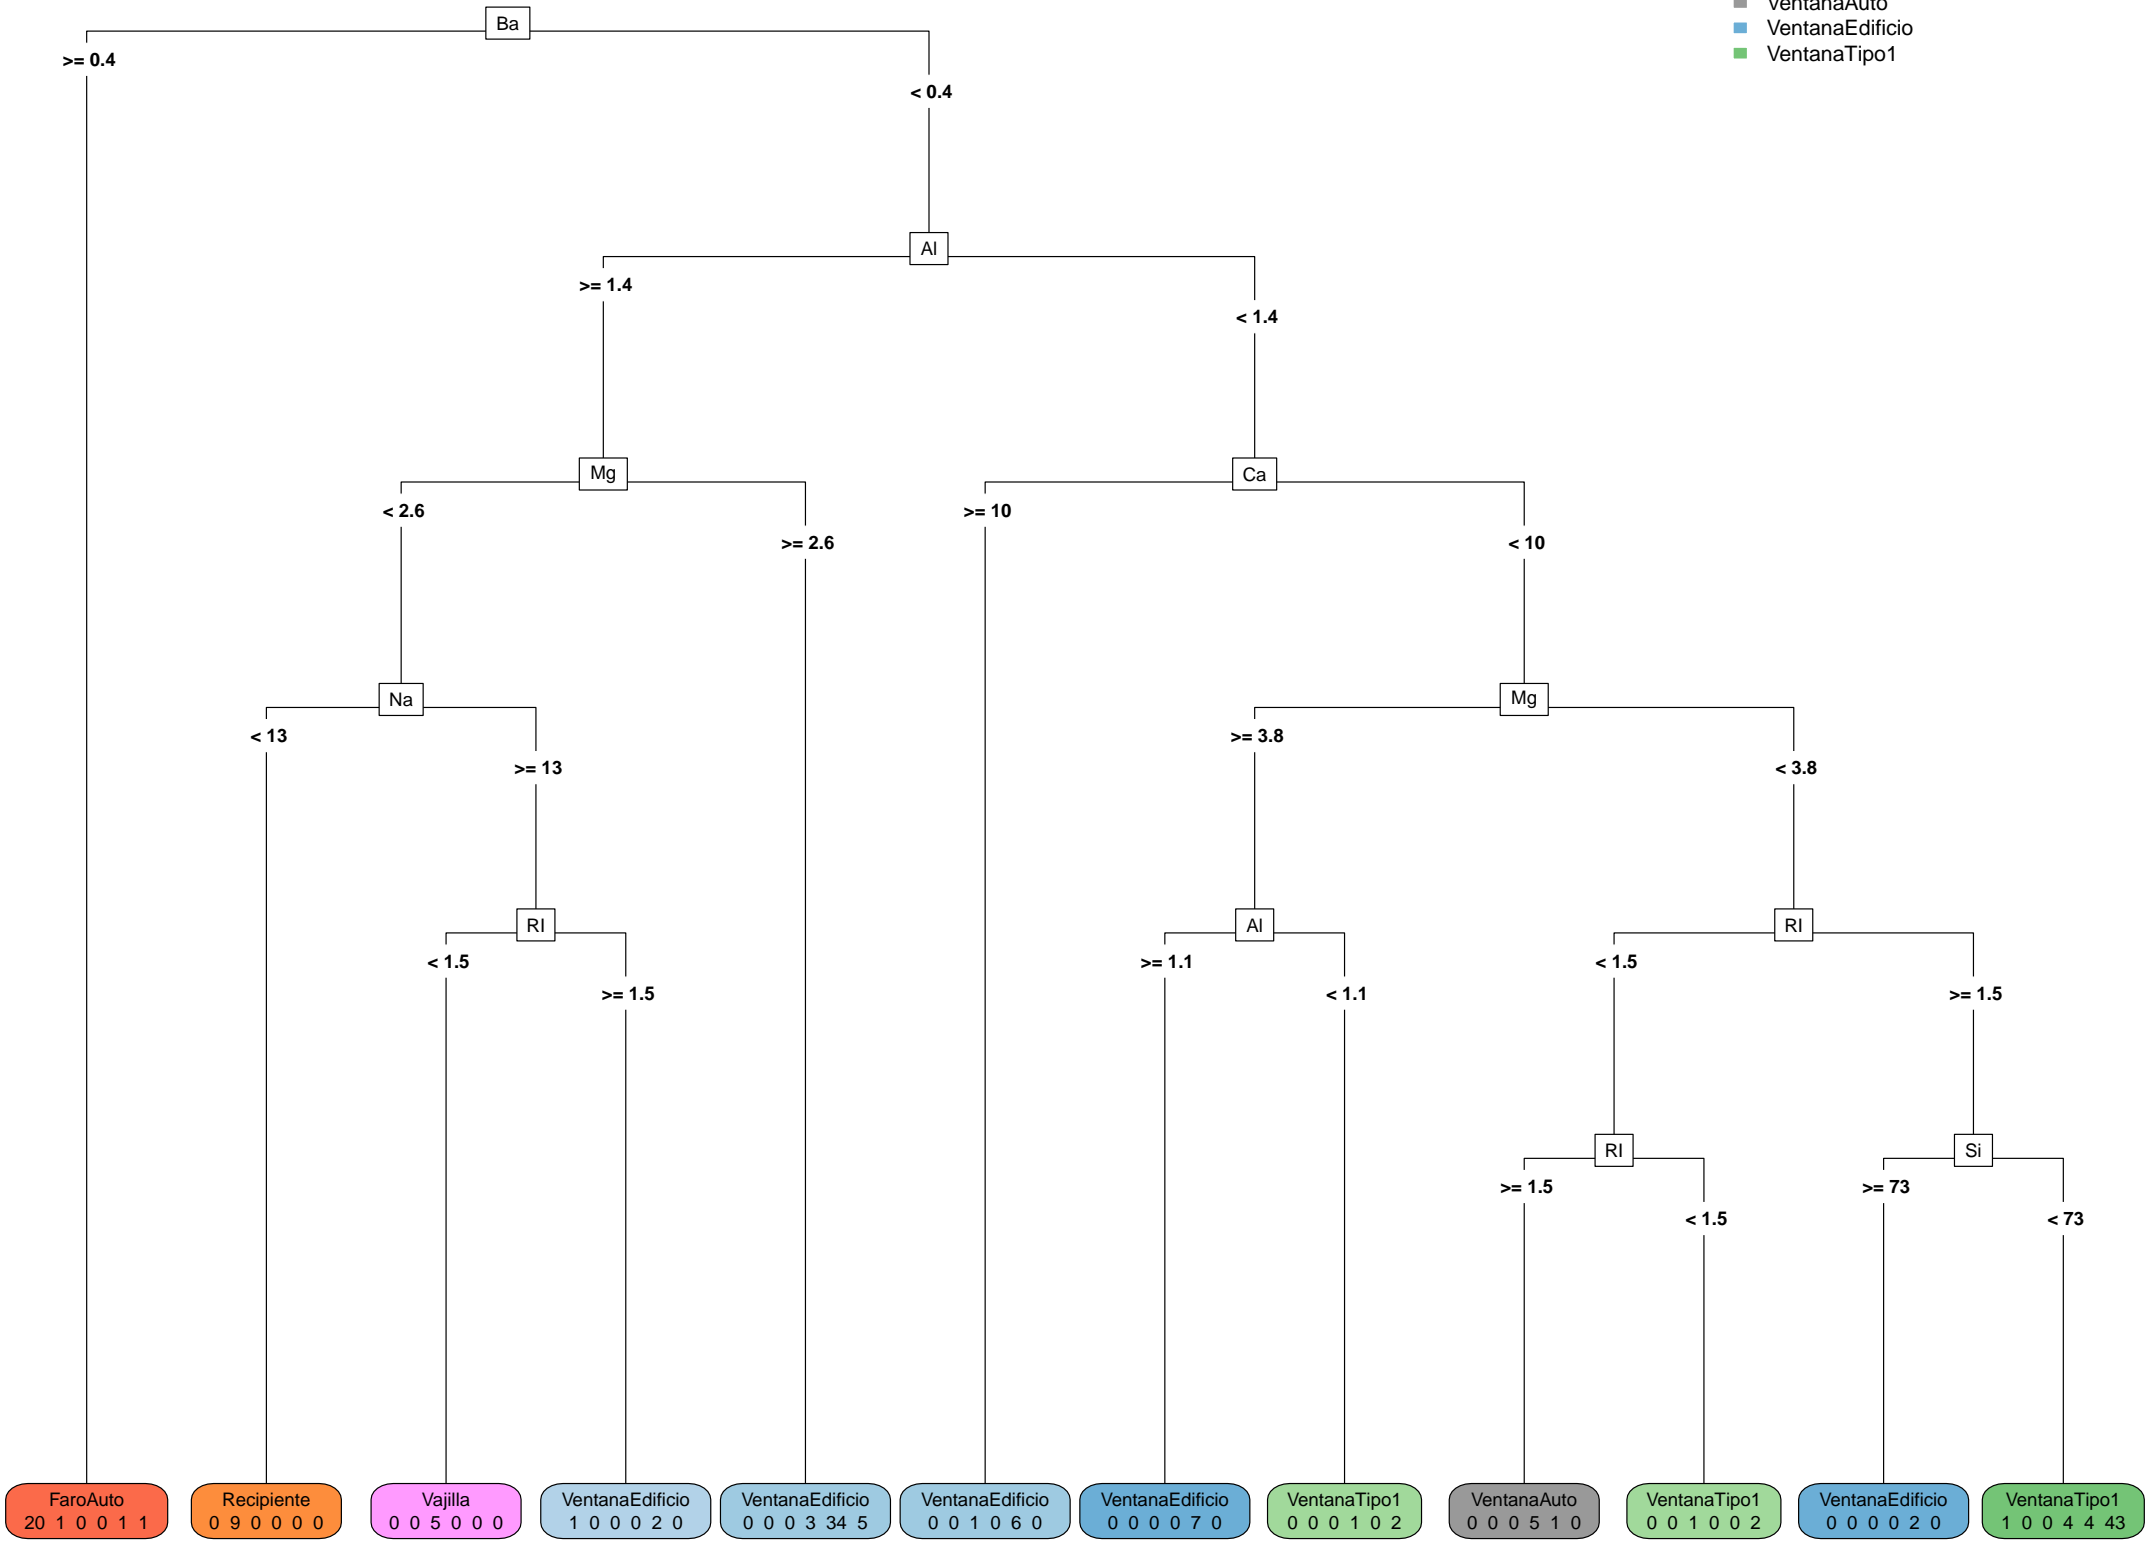 VentanaAuto
VentanaEdificio
VentanaTipo1
Ba
>= 0.4
< 0.4
Al
>= 1.4
< 1.4
Mg
Ca
< 2.6
>= 2.6
>= 10
< 10
Na
Mg
< 13
>= 13
>= 3.8
< 3.8
RI
Al
RI
< 1.5
>= 1.5
>= 1.1
< 1.1
< 1.5
>= 1.5
RI
Si
>= 1.5
< 1.5
>= 73
< 73
FaroAuto
20 1 0 0 1 1
Recipiente
0 9 0 0 0 0
Vajilla
0 0 5 0 0 0
VentanaEdificio
1 0 0 0 2 0
VentanaEdificio
0 0 0 3 34 5
VentanaEdificio
0 0 1 0 6 0
VentanaEdificio
0 0 0 0 7 0
VentanaTipo1
0 0 0 1 0 2
VentanaAuto
0 0 0 5 1 0
VentanaTipo1
0 0 1 0 0 2
VentanaEdificio
0 0 0 0 2 0
VentanaTipo1
1 0 0 4 4 43